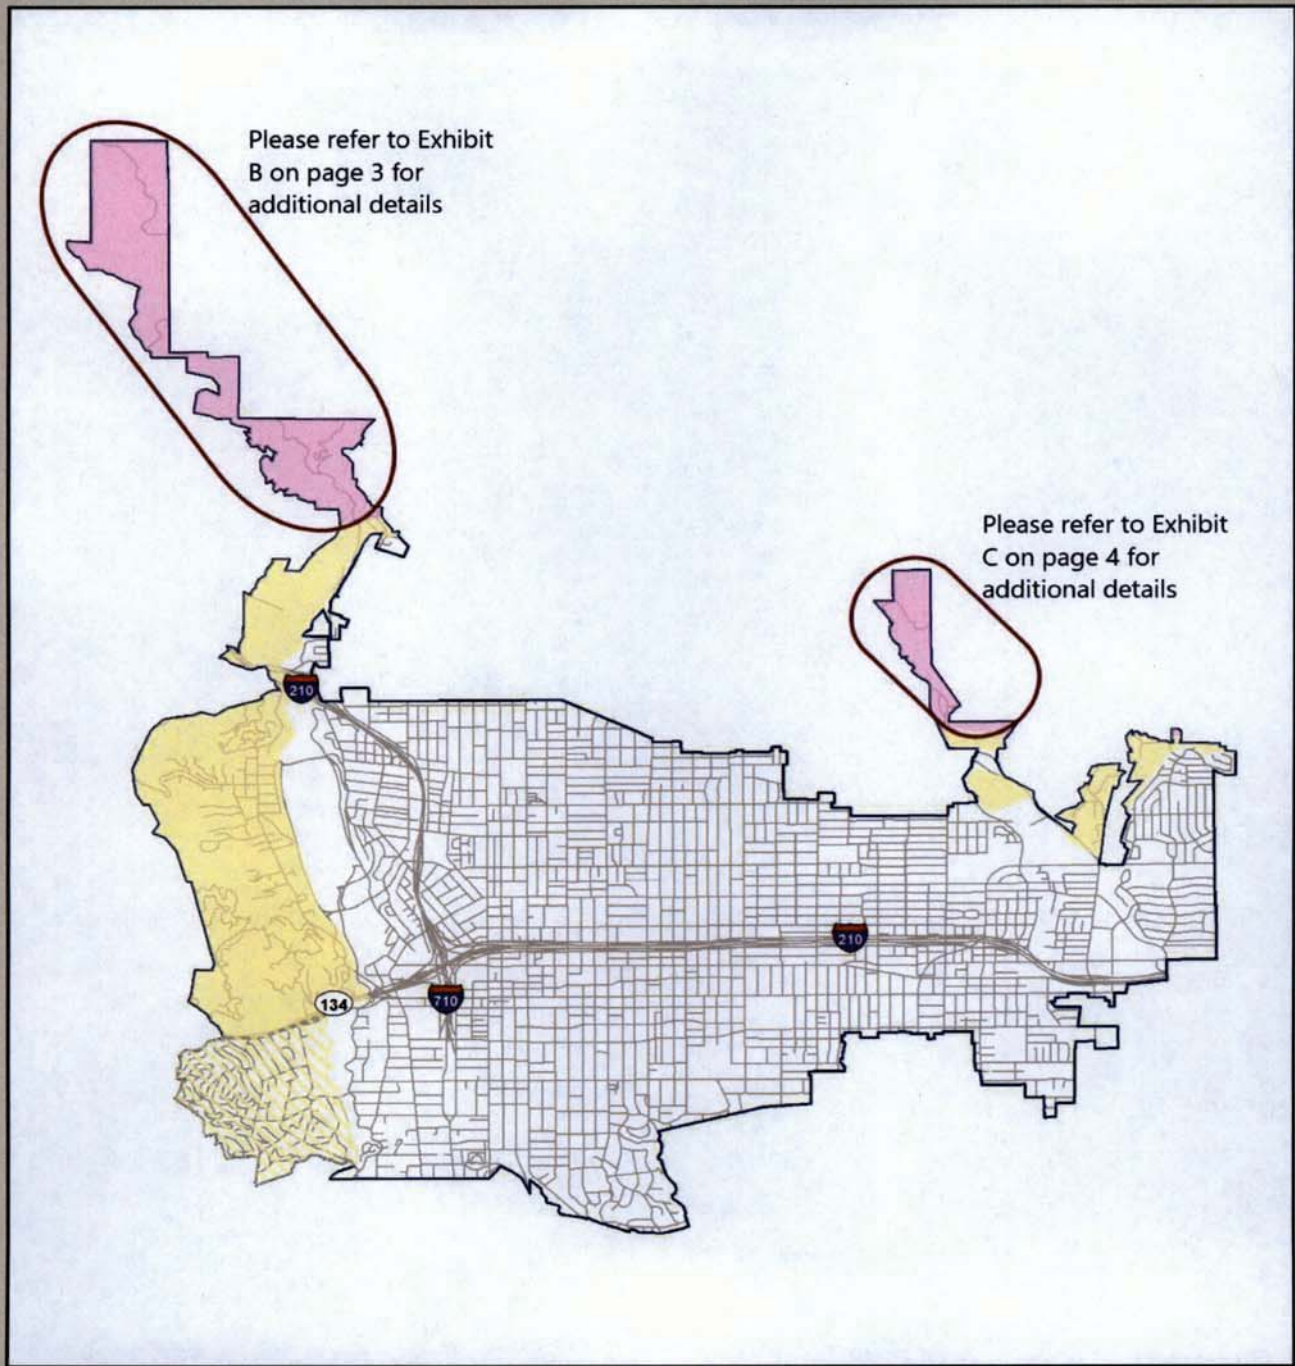 Please refer to Exhibit
B on page 3 for
additional details
Please refer to Exhibit
C on page 4 for
additional details
210
210
134
710